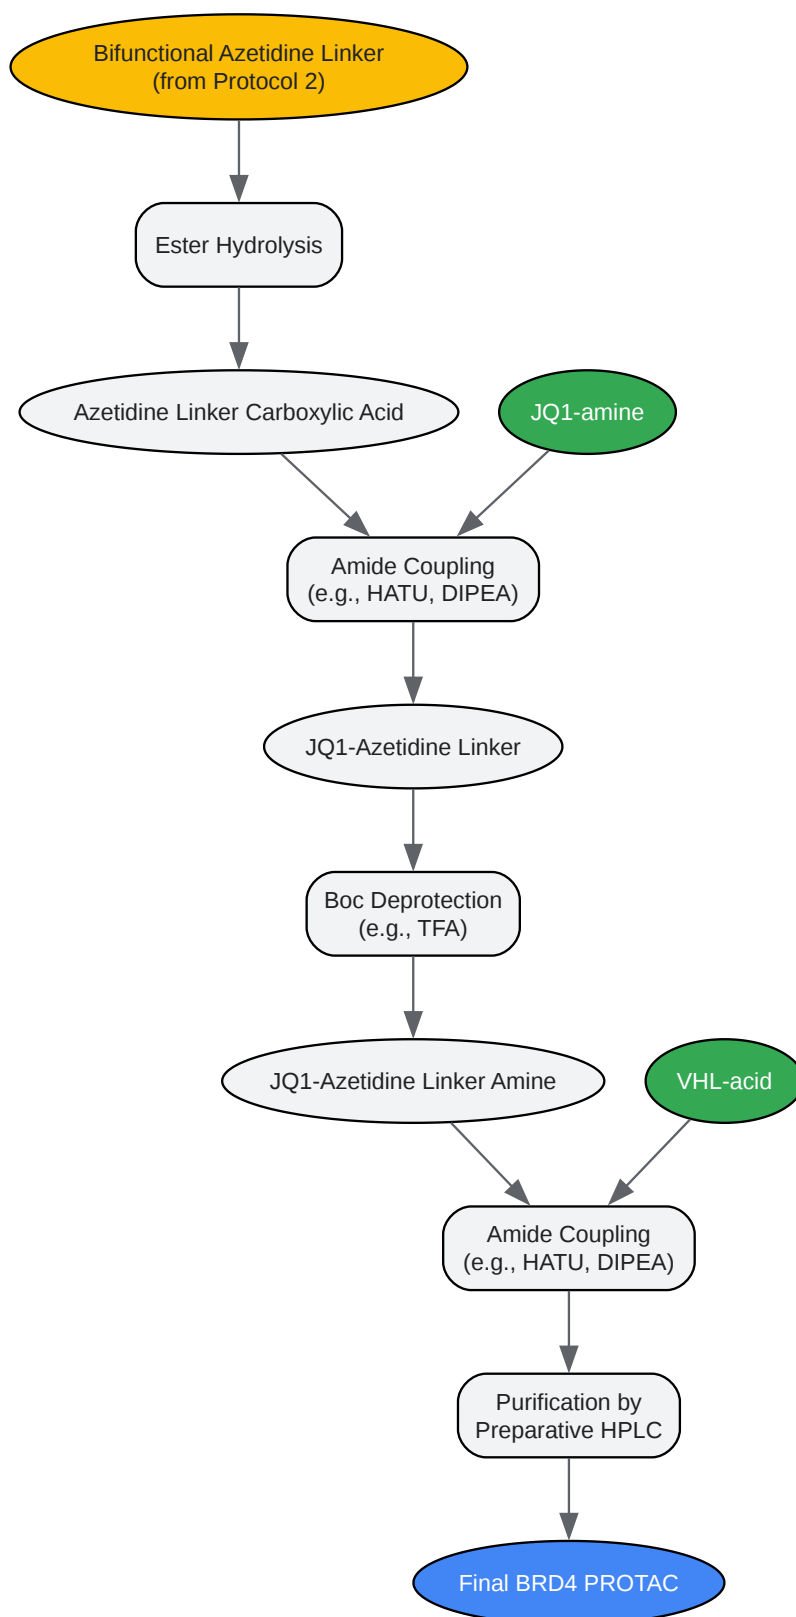 Bifunctional Azetidine Linker
(from Protocol 2)
Ester Hydrolysis
Azetidine Linker Carboxylic Acid
JQ1-amine
Amide Coupling
(e.g., HATU, DIPEA)
JQ1-Azetidine Linker
Boc Deprotection
(e.g., TFA)
JQ1-Azetidine Linker Amine
VHL-acid
Amide Coupling
(e.g., HATU, DIPEA)
Purification by
Preparative HPLC
Final BRD4 PROTAC